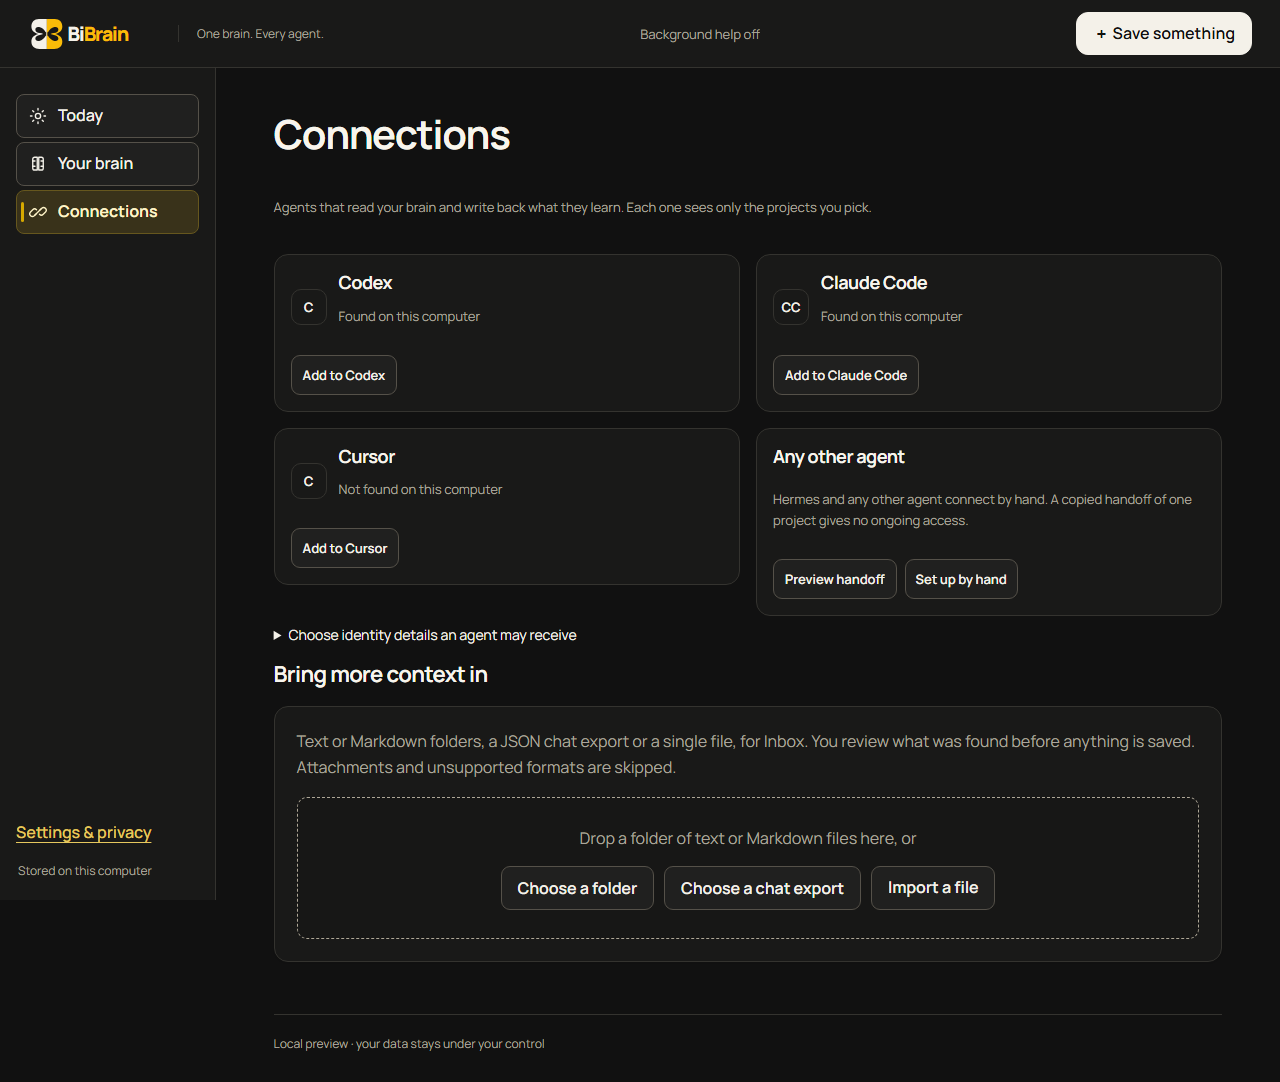 BiBrain
One brain. Every agent.
Background help off
+ Save something
Today
Your brain
Connections
Settings & privacy
Stored on this computer
Connections
Agents that read your brain and write back what they learn. Each one sees only the projects you pick.
C
Codex
Found on this computer
Add to Codex
CC
Claude Code
Found on this computer
Add to Claude Code
C
Cursor
Not found on this computer
Add to Cursor
Any other agent
Hermes and any other agent connect by hand. A copied handoff of one
project gives no ongoing access.
Preview handoff
Set up by hand
Choose identity details an agent may receive
Bring more context in
Text or Markdown folders, a JSON chat export or a single file, for Inbox. You review what was found before anything is saved.
Attachments and unsupported formats are skipped.
Drop a folder of text or Markdown files here, or
Choose a folder
Choose a chat export
Import a file
Local preview · your data stays under your control